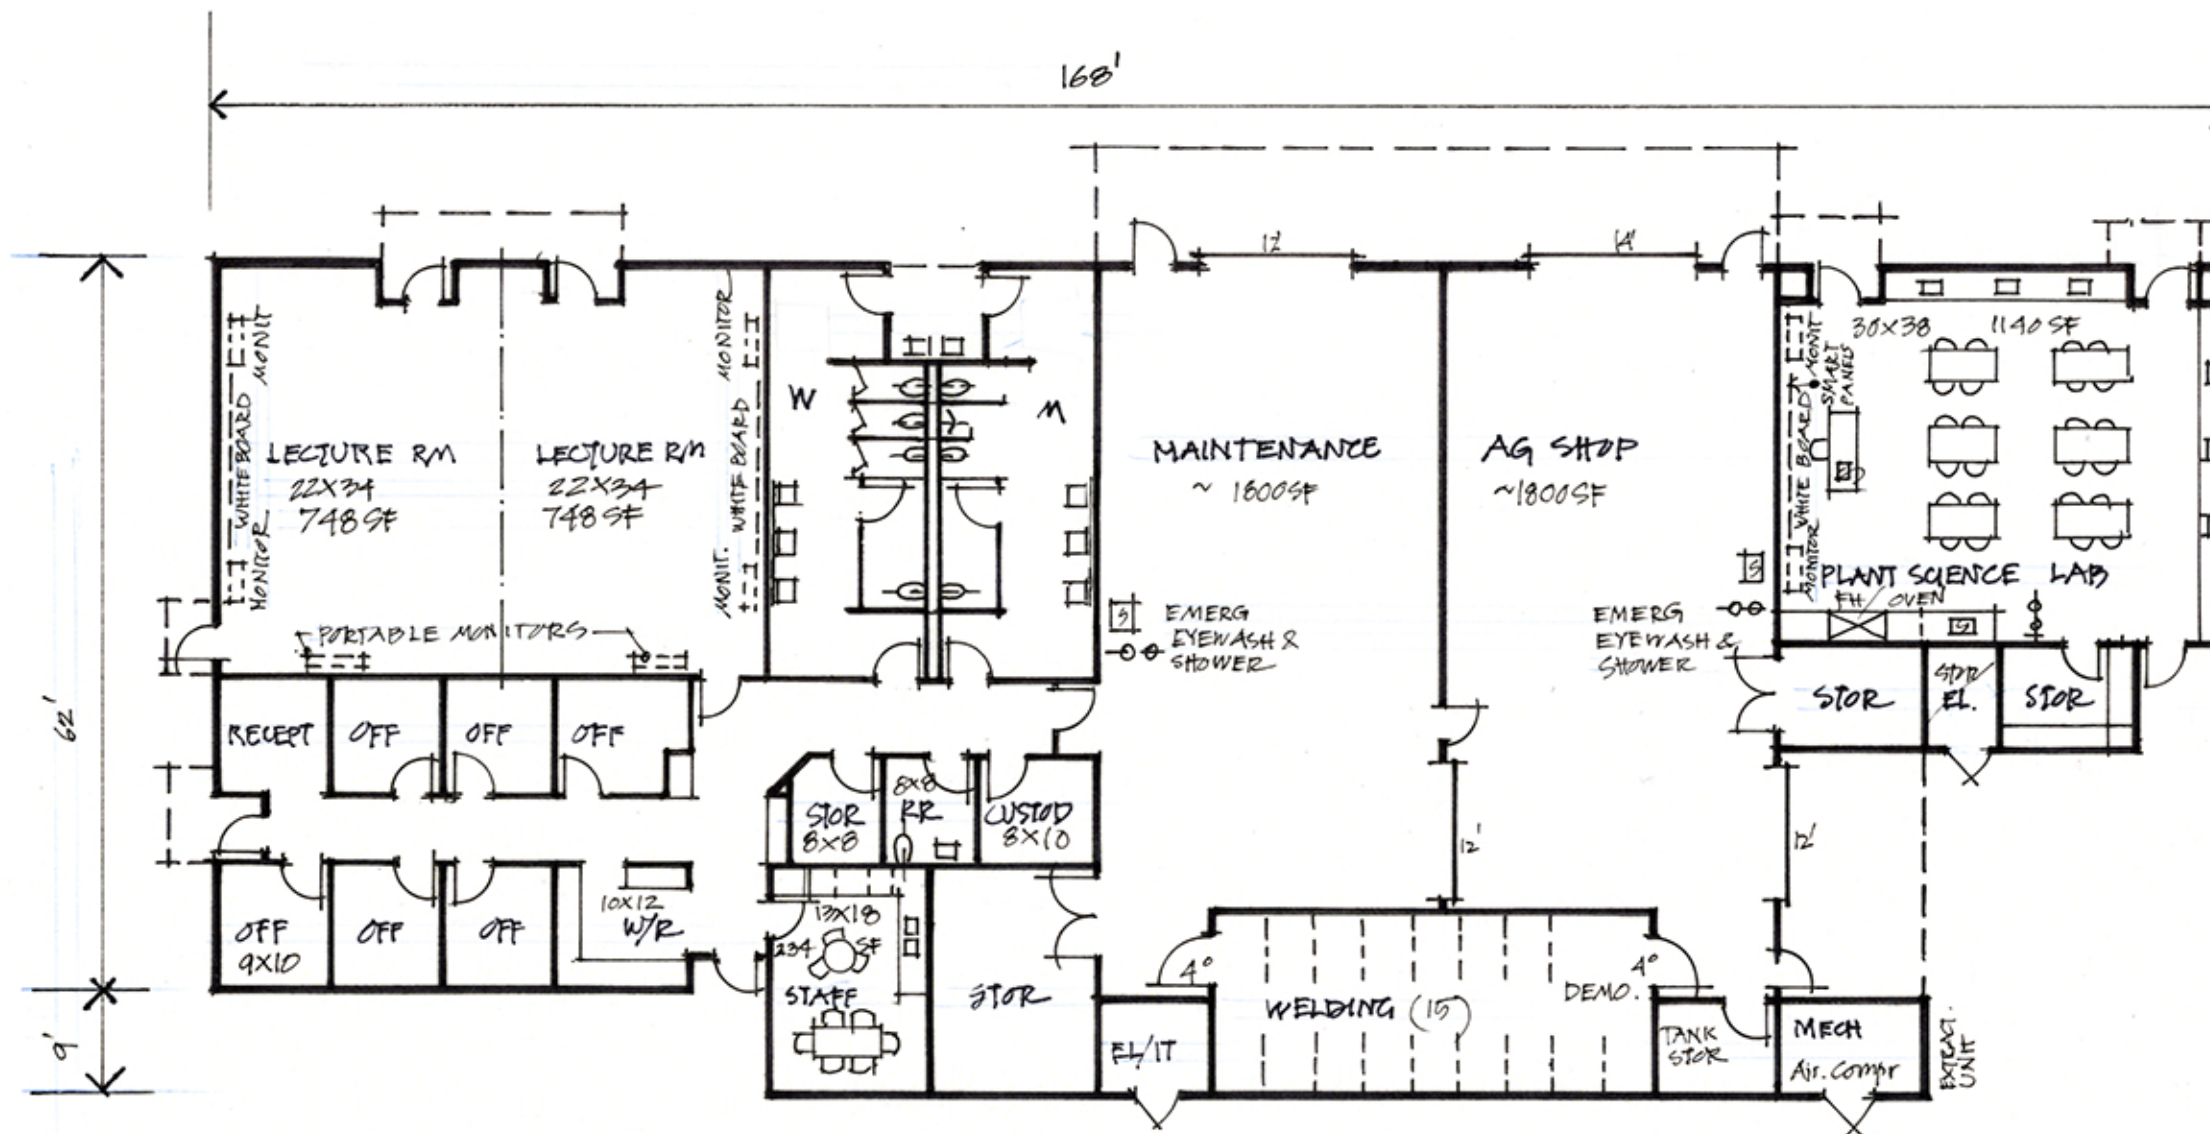 168'
12'
14'
62'
9'
MONIT
WHITE BOARD
MONITOR
LECTURE RM
22X34
748 SF
LECTURE RM
22X34
748 SF
MONITOR
WHITE BOARD
MONIT.
PORTABLE MONITORS
W
M
MAINTENANCE
~ 1800SF
EMERG
EYEWASH &
SHOWER
S
AG SHOP
~1800SF
EMERG
EYEWASH &
SHOWER
S
MONIT
SMART
PANELS
WHITE BOARD
MONITOR
30X38
1140 SF
PLANT SCIENCE LAB
FH
OVEN
S
RECEPT
OFF
OFF
OFF
STOR
STOR
EL.
STOR
STOR
8X8
8X8
RR
CUSTOD
8X10
12'
12'
OFF
9X10
OFF
OFF
10X12
W/R
13X18
234 SF
STAFF
STOR
EL/IT
4°
WELDING (15)
DEMO.
4°
TANK
STOR
MECH
Air. Compr
EXTRACT.
UNIT